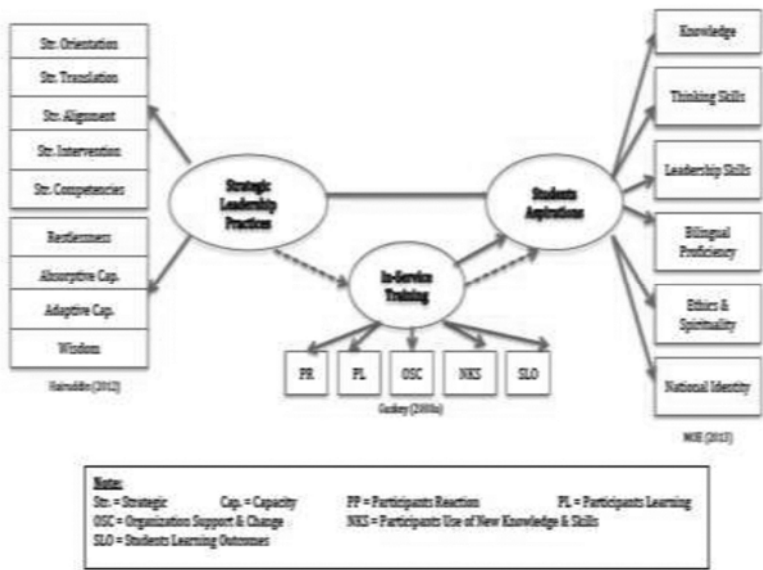 Str. Orientation
Str. Translation
Str. Alignment
Str. Intervention
Str. Competencies
Restlessness
Absorptive Cap.
Adaptive Cap.
Wisdom
Hairuddin (2012)
Strategic
Leadership
Practices
In-Service
Training
PR
PL
OSC
NKS
SLO
Guskey (2000a)
Students
Aspirations
Knowledge
Thinking Skills
Leadership Skills
Bilingual
Proficiency
Ethics &
Spirituality
National Identity
MOE (2013)
Note:
Str. = Strategic Cap. = Capacity PP = Participants Reaction PL = Participants Learning
OSC = Organization Support & Change NKS = Participants Use of New Knowledge & Skills
SLO = Students Learning Outcomes